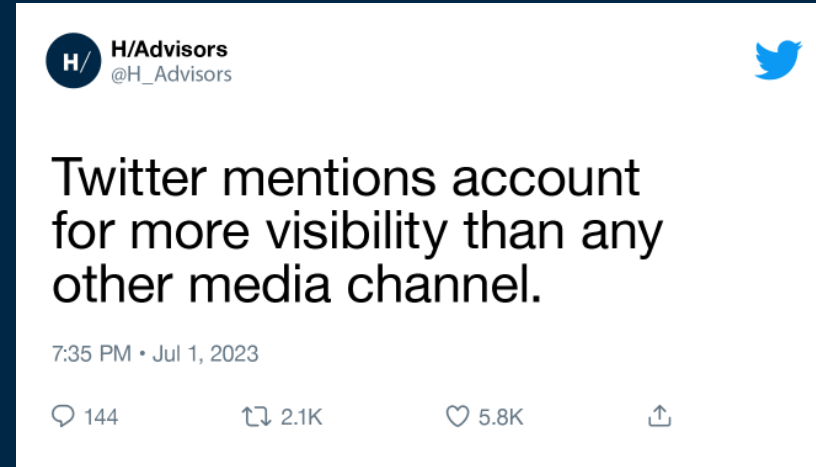 H/
H/Advisors
@H_Advisors
Twitter mentions account
for more visibility than any
other media channel.
7:35 PM • Jul 1, 2023
144 2.1K 5.8K